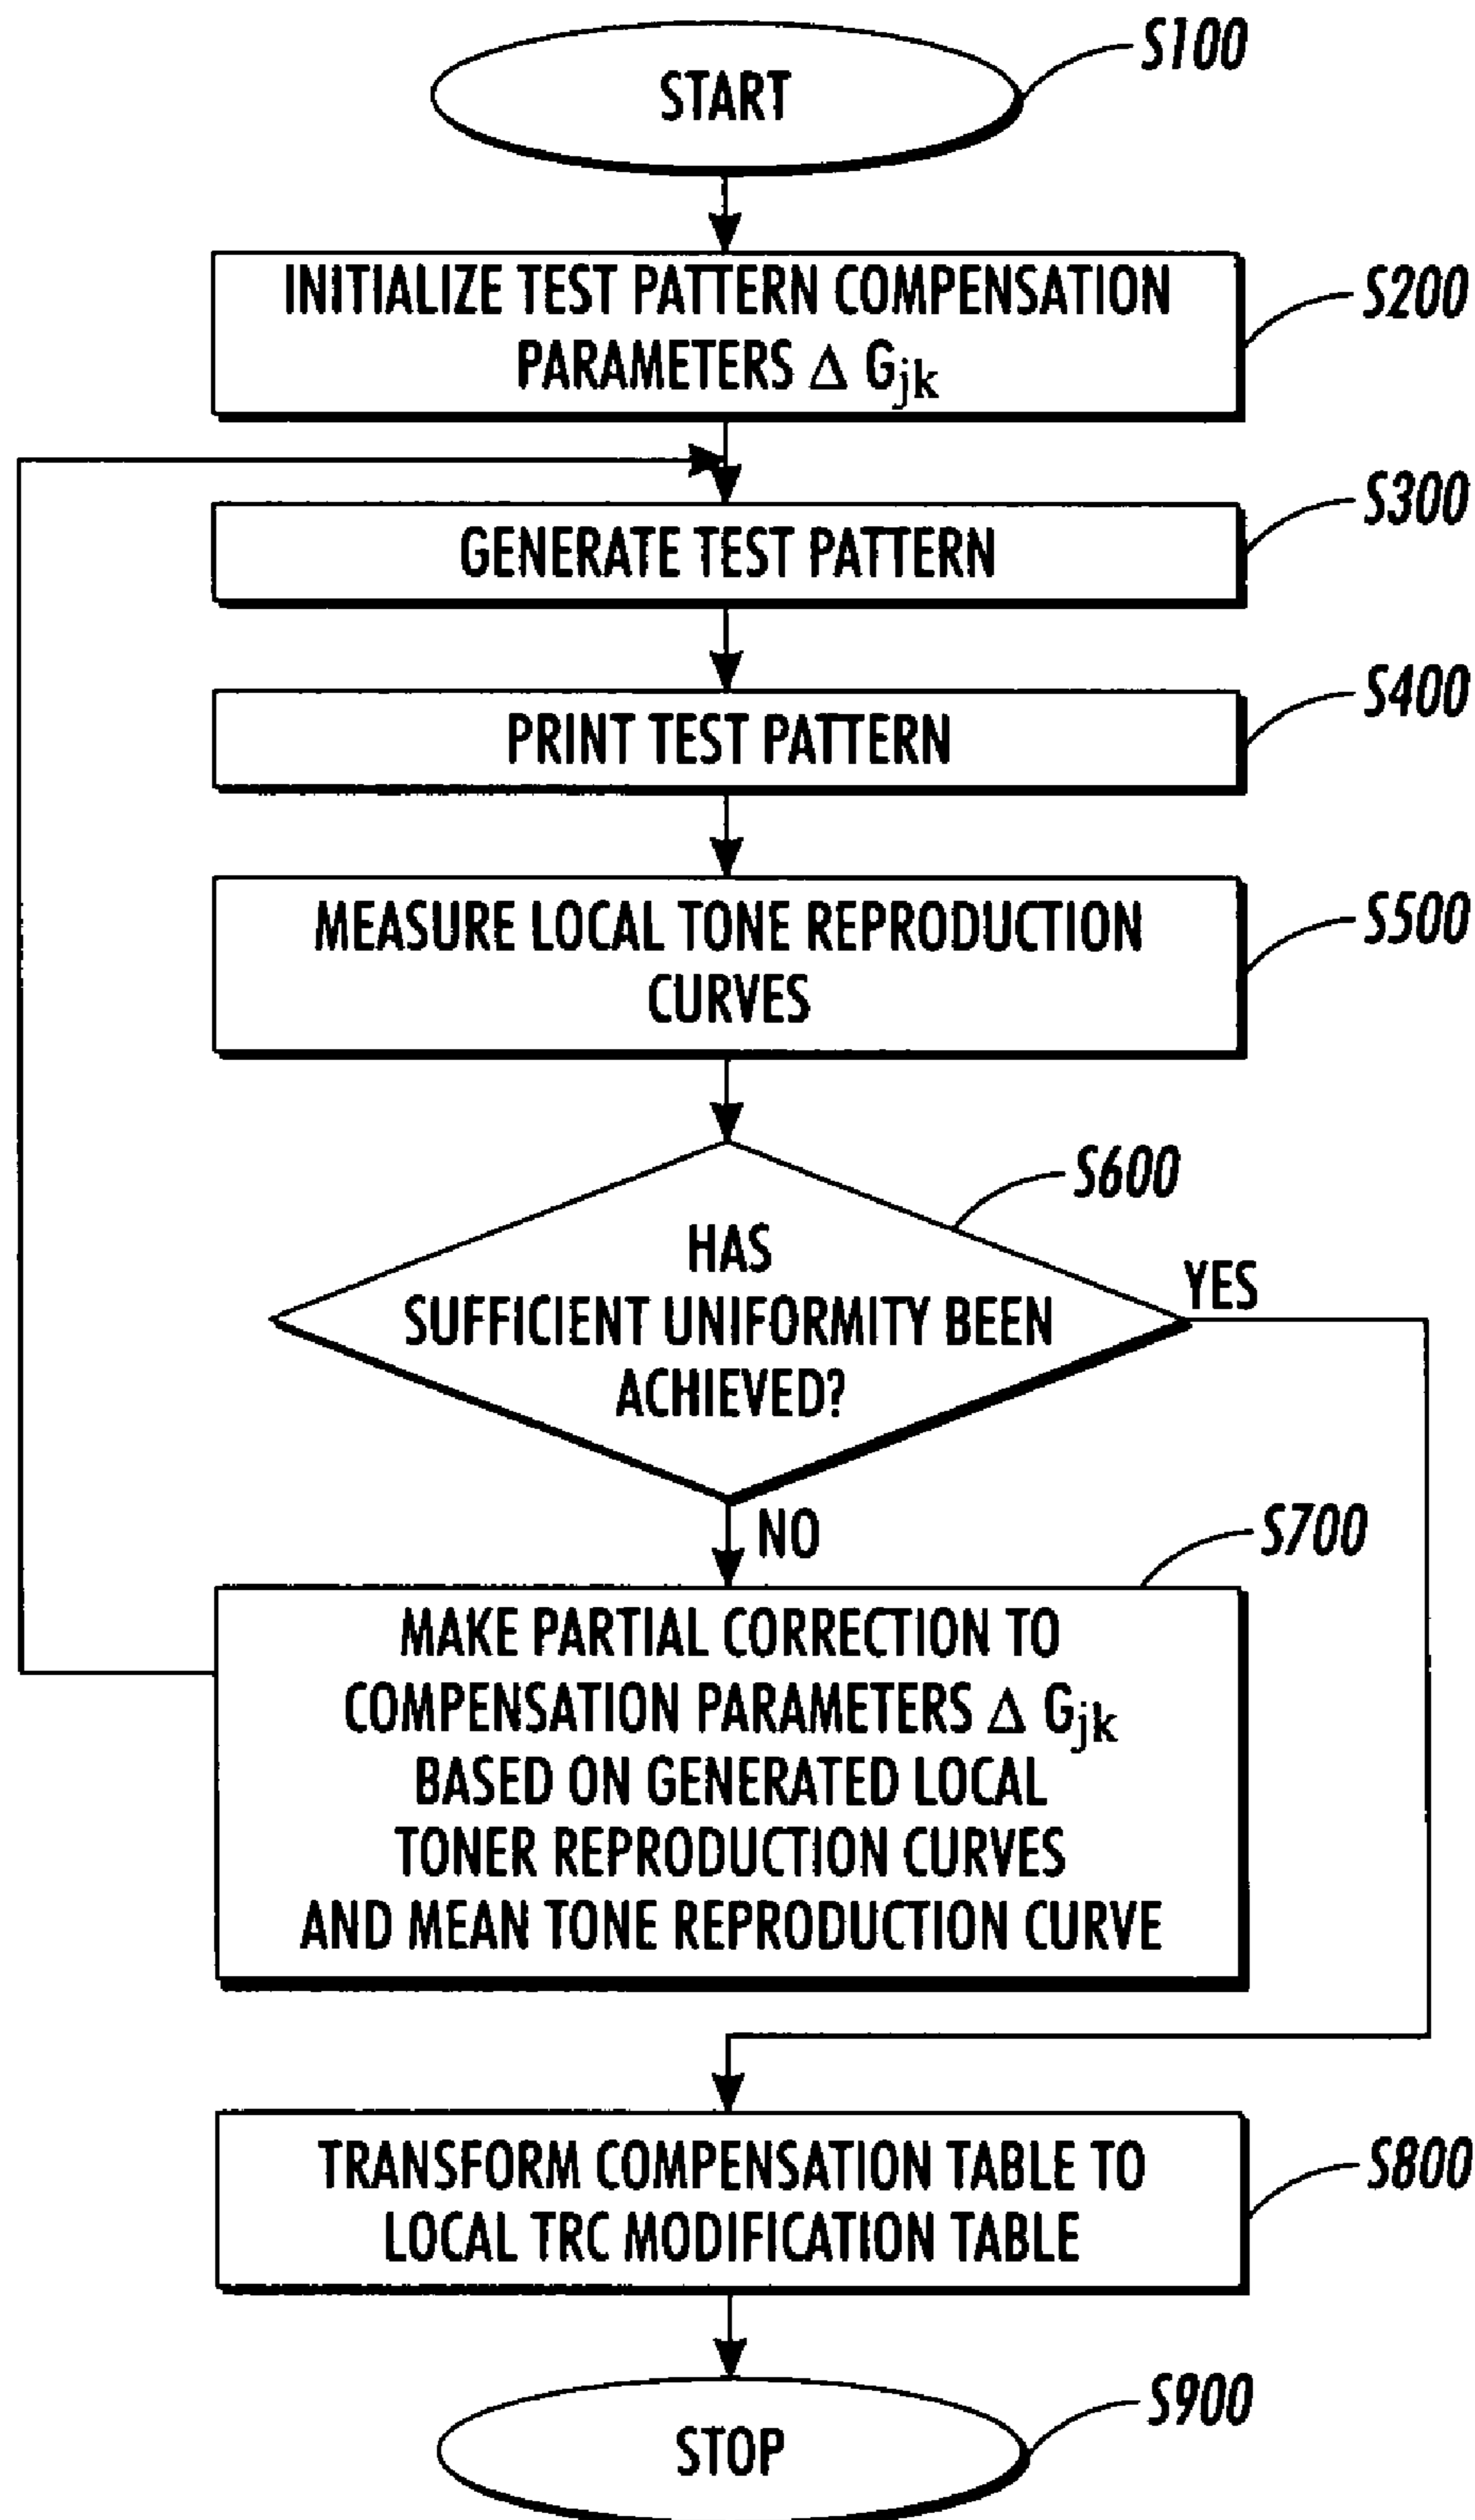 START
S100
INITIALIZE TEST PATTERN COMPENSATION
PARAMETERS Δ Gjk
S200
GENERATE TEST PATTERN
S300
PRINT TEST PATTERN
S400
MEASURE LOCAL TONE REPRODUCTION
CURVES
S500
HAS
SUFFICIENT UNIFORMITY BEEN
ACHIEVED?
S600
YES
NO
S700
MAKE PARTIAL CORRECTION TO
COMPENSATION PARAMETERS Δ Gjk
BASED ON GENERATED LOCAL
TONER REPRODUCTION CURVES
AND MEAN TONE REPRODUCTION CURVE
TRANSFORM COMPENSATION TABLE TO
LOCAL TRC MODIFICATION TABLE
S800
STOP
S900